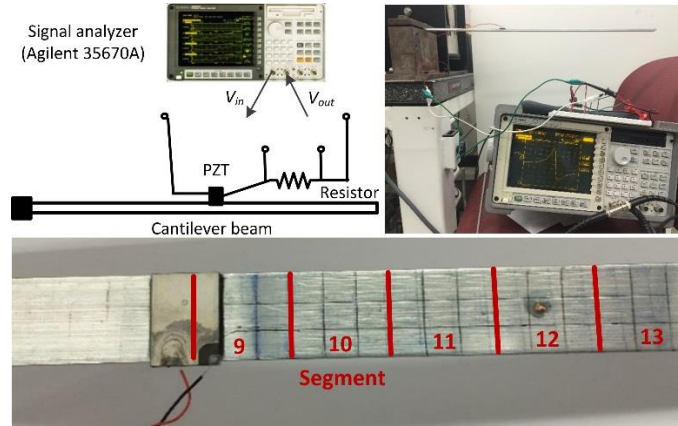 Signal analyzer
(Agilent 35670A)
Vin
Vout
PZT
Resistor
Cantilever beam
9
10
11
12
13
Segment